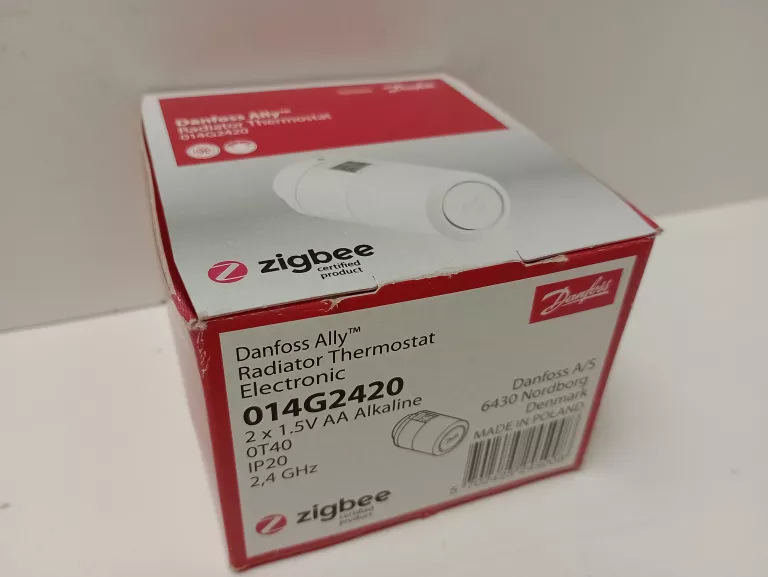 Danfoss
Danfoss Ally™
Radiator Thermostat
014G2420
zigbee
certified
product
Danfoss
Danfoss Ally™
Radiator Thermostat
Electronic
014G2420
2 x 1.5V AA Alkaline
0T40
IP20
2,4 GHz
Danfoss A/S
6430 Nordborg
Denmark
MADE IN POLAND
zigbee
certified
product